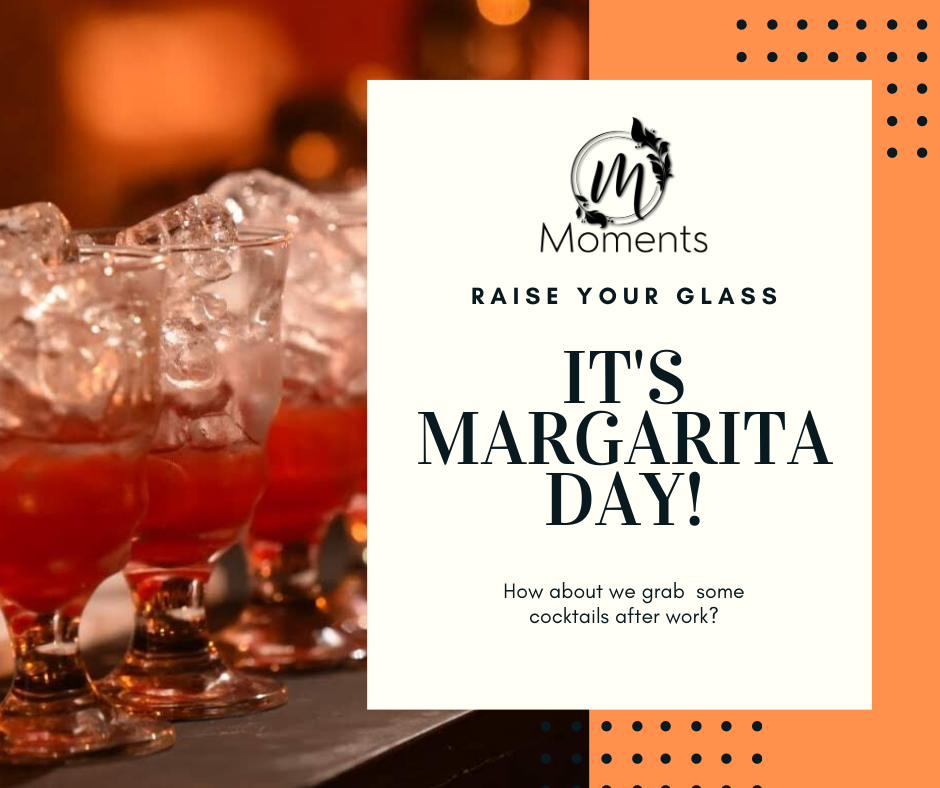 m
Moments
RAISE YOUR GLASS
IT'S
MARGARITA
DAY!
How about we grab  some
cocktails after work?